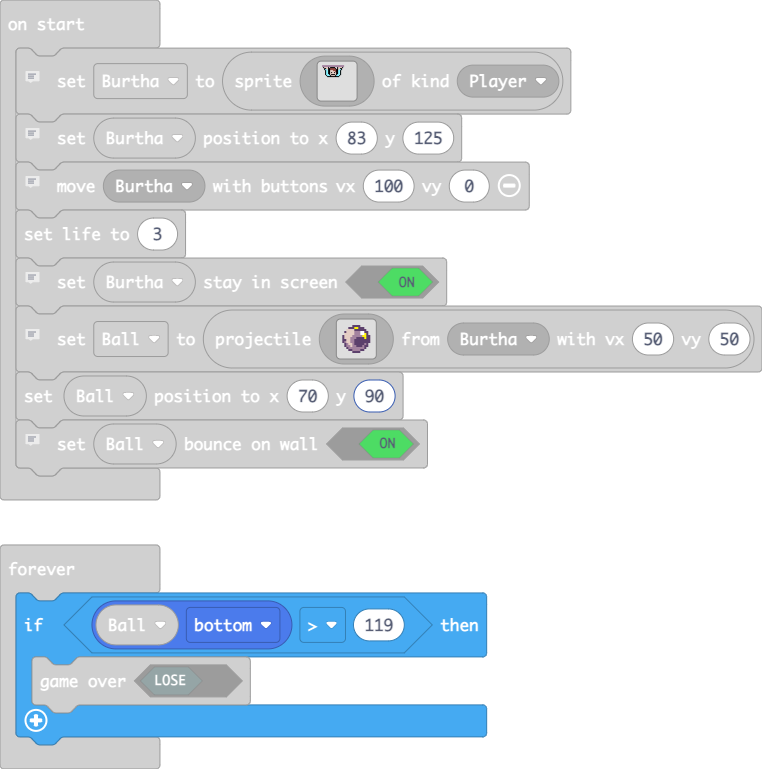 on start
set Burtha to sprite of kind Player
set Burtha position to x 83 y 125
move Burtha with buttons vx 100 vy 0
set life to 3
set Burtha stay in screen ON
set Ball to projectile from Burtha with vx 50 vy 50
set Ball position to x 70 y 90
set Ball bounce on wall ON
forever
if Ball bottom > 119 then
game over LOSE